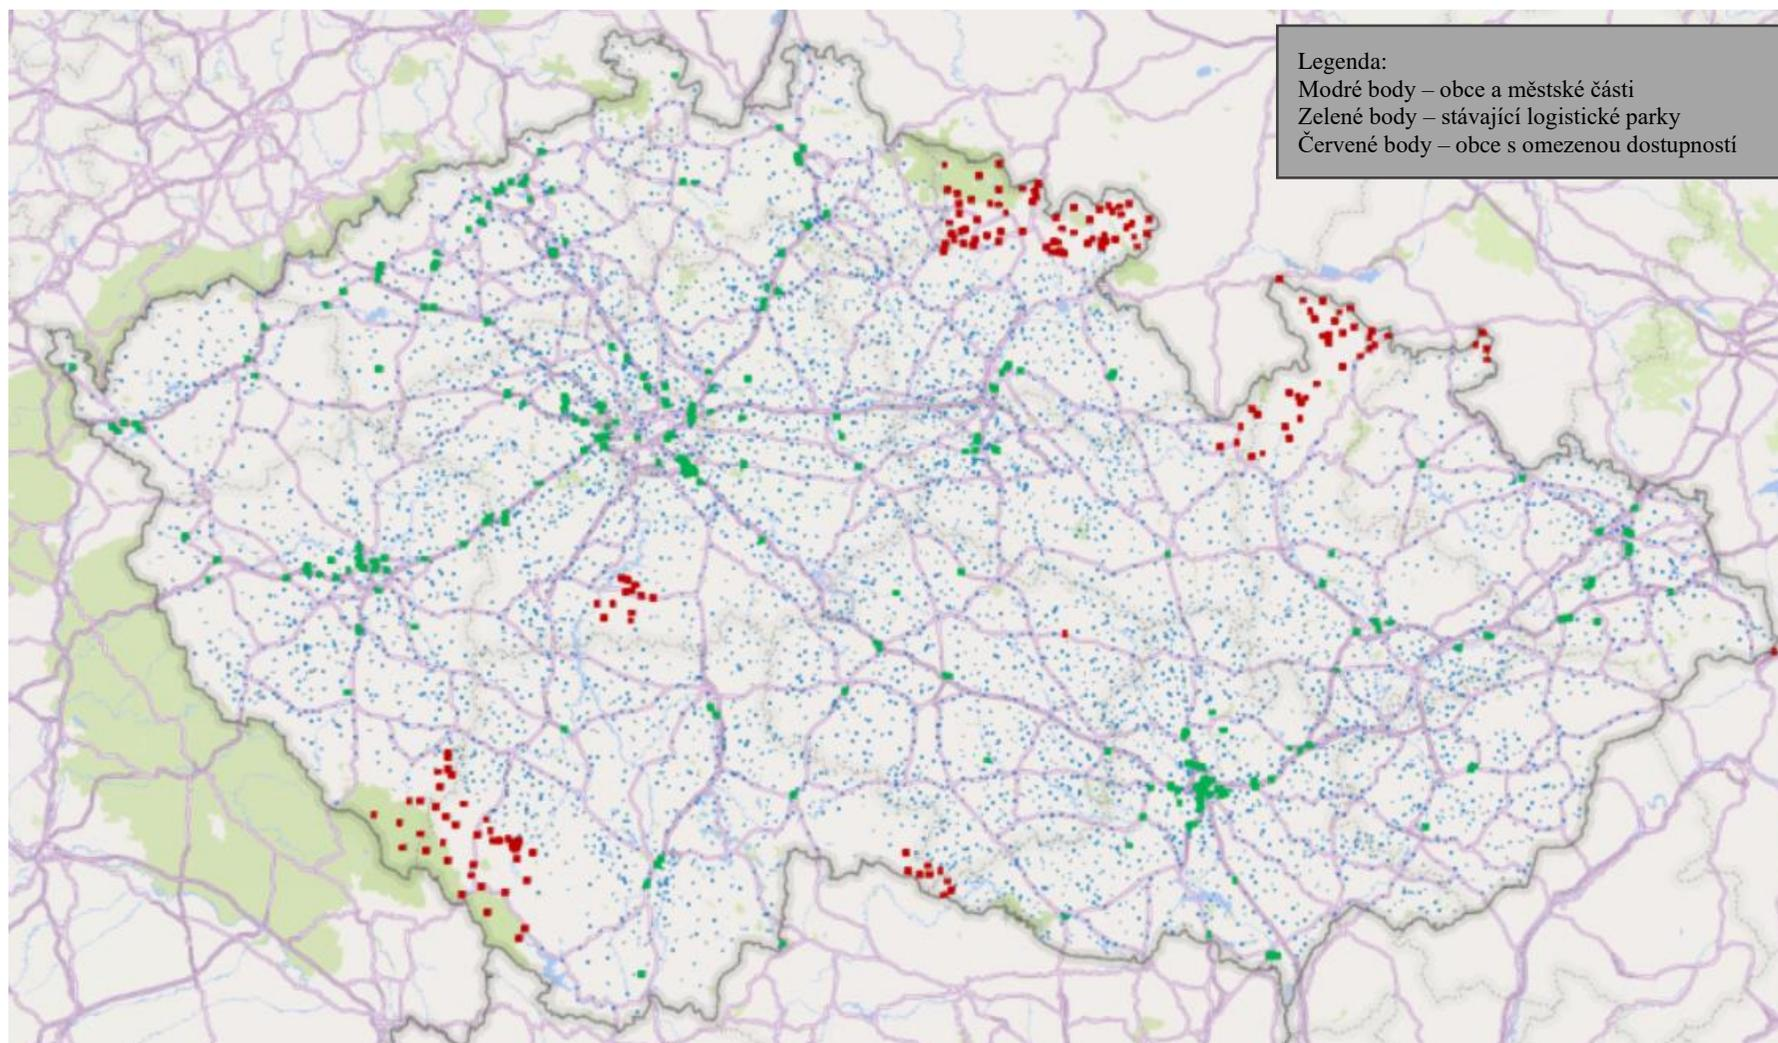 Legenda:
Modré body – obce a městské části
Zelené body – stávající logistické parky
Červené body – obce s omezenou dostupností